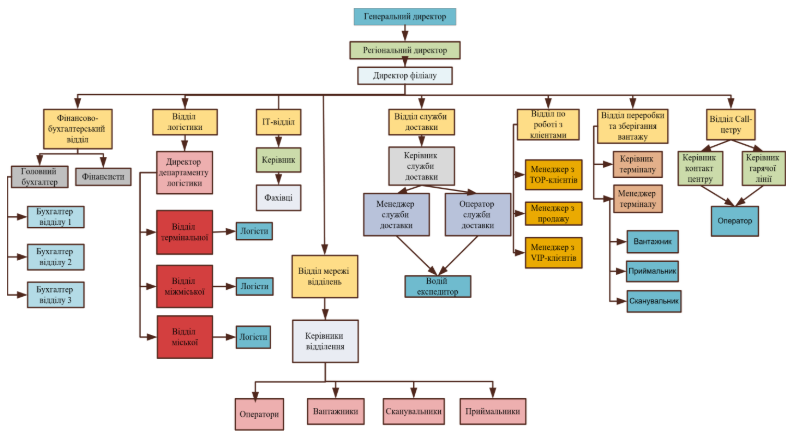 Генеральний директор
Регіональний директор
Директор філіалу
Фінансово-
бухгалтерський
відділ
Відділ
логістики
ІТ-відділ
Відділ служби
доставки
Відділ по
роботі з
клієнтами
Відділ переробки
та зберігання
вантажу
Відділ Call-
цетру
Головний
бухгалтер
Фінансисти
Директор
департаменту
логістики
Керівник
Керівник
служби
доставки
Менеджер з
TOP-клієнтів
Керівник
терміналу
Керівник
контакт
центру
Керівник
гарячої
лінії
Фахівці
Менеджер
служби
доставки
Оператор
служби
доставки
Менеджер з
продажу
Менеджер
терміналу
Оператор
Бухгалтер
відділу 1
Відділ
термінальної
Логісти
Бухгалтер
відділу 2
Менеджер з
VIP-клієнтів
Вантажник
Відділ мережі
відділень
Приймальник
Бухгалтер
відділу 3
Відділ
міжміської
Логісти
Водій
експедитор
Сканувальник
Відділ
міської
Логісти
Керівники
відділення
Оператори
Вантажники
Сканувальники
Приймальники